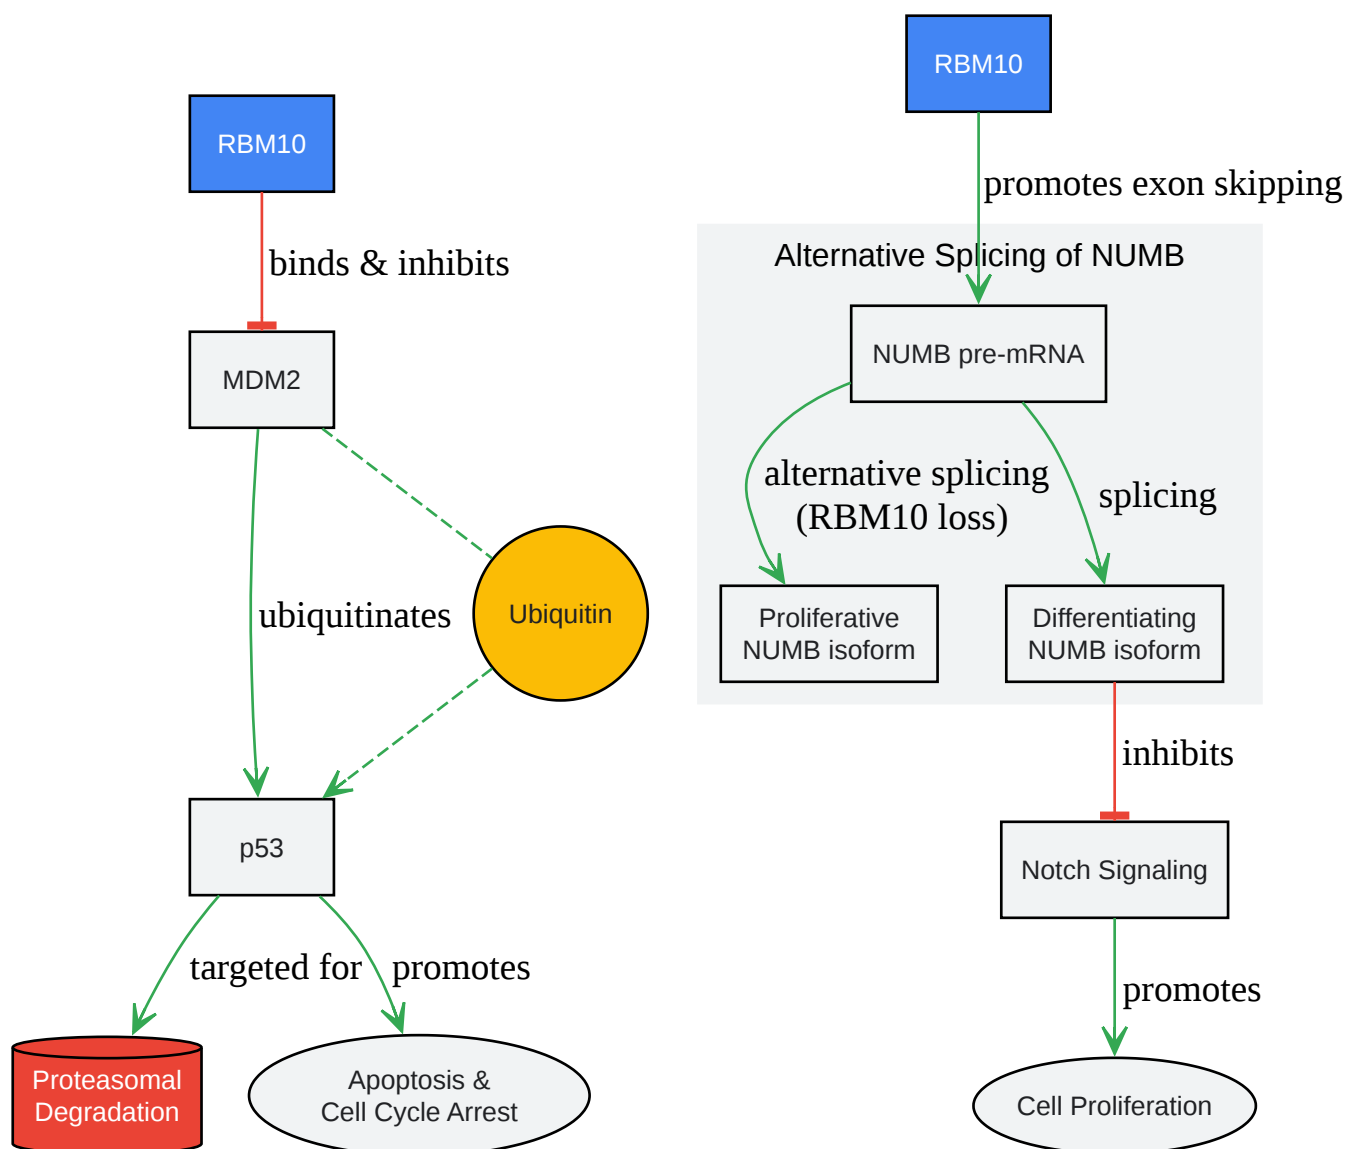 RBM10
binds & inhibits
MDM2
ubiquitinates
Ubiquitin
p53
targeted for
promotes
Proteasomal
Degradation
Apoptosis &
Cell Cycle Arrest
RBM10
promotes exon skipping
Alternative Splicing of NUMB
NUMB pre-mRNA
alternative splicing
(RBM10 loss)
splicing
Proliferative
NUMB isoform
Differentiating
NUMB isoform
inhibits
Notch Signaling
promotes
Cell Proliferation